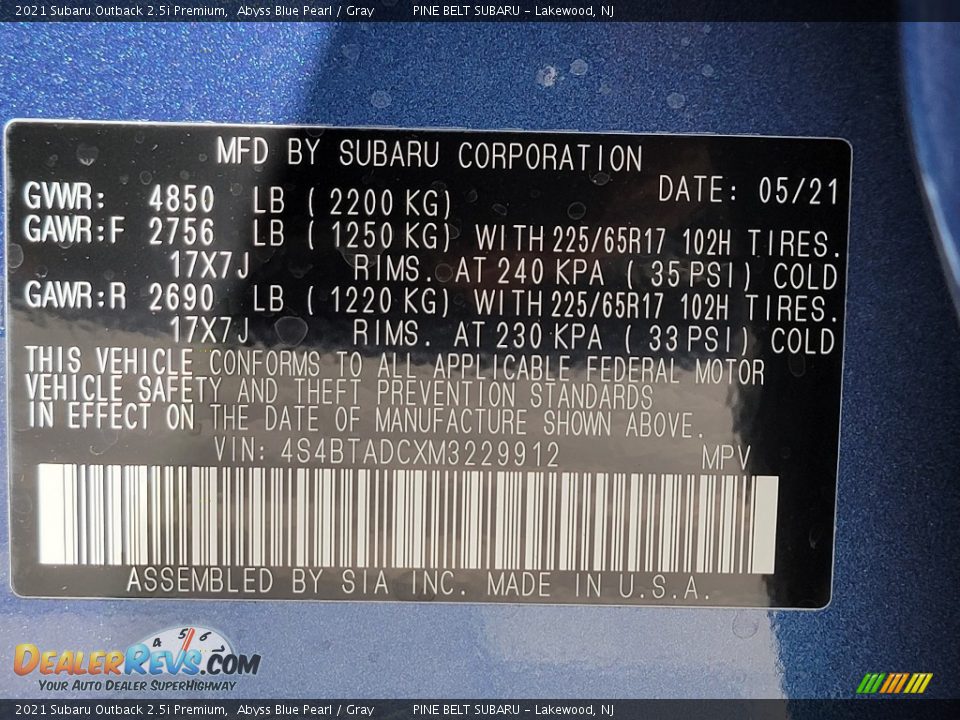 2021 Subaru Outback 2.5i Premium, Abyss Blue Pearl / Gray PINE BELT SUBARU - Lakewood, NJ
MFD BY SUBARU CORPORATION
GVWR: 4850 LB ( 2200 KG) DATE: 05/21
GAWR:F 2756 LB ( 1250 KG) WITH 225/65R17 102H TIRES.
17X7J RIMS. AT 240 KPA ( 35 PSI) COLD
GAWR:R 2690 LB ( 1220 KG) WITH 225/65R17 102H TIRES.
17X7J RIMS. AT 230 KPA ( 33 PSI) COLD
THIS VEHICLE CONFORMS TO ALL APPLICABLE FEDERAL MOTOR
VEHICLE SAFETY AND THEFT PREVENTION STANDARDS
IN EFFECT ON THE DATE OF MANUFACTURE SHOWN ABOVE.
VIN: 4S4BTADCXM3229912 MPV
ASSEMBLED BY SIA INC. MADE IN U.S.A.
4 5 6 7
DEALERREVS.COM
YOUR AUTO DEALER SUPERHIGHWAY
2021 Subaru Outback 2.5i Premium, Abyss Blue Pearl / Gray PINE BELT SUBARU - Lakewood, NJ